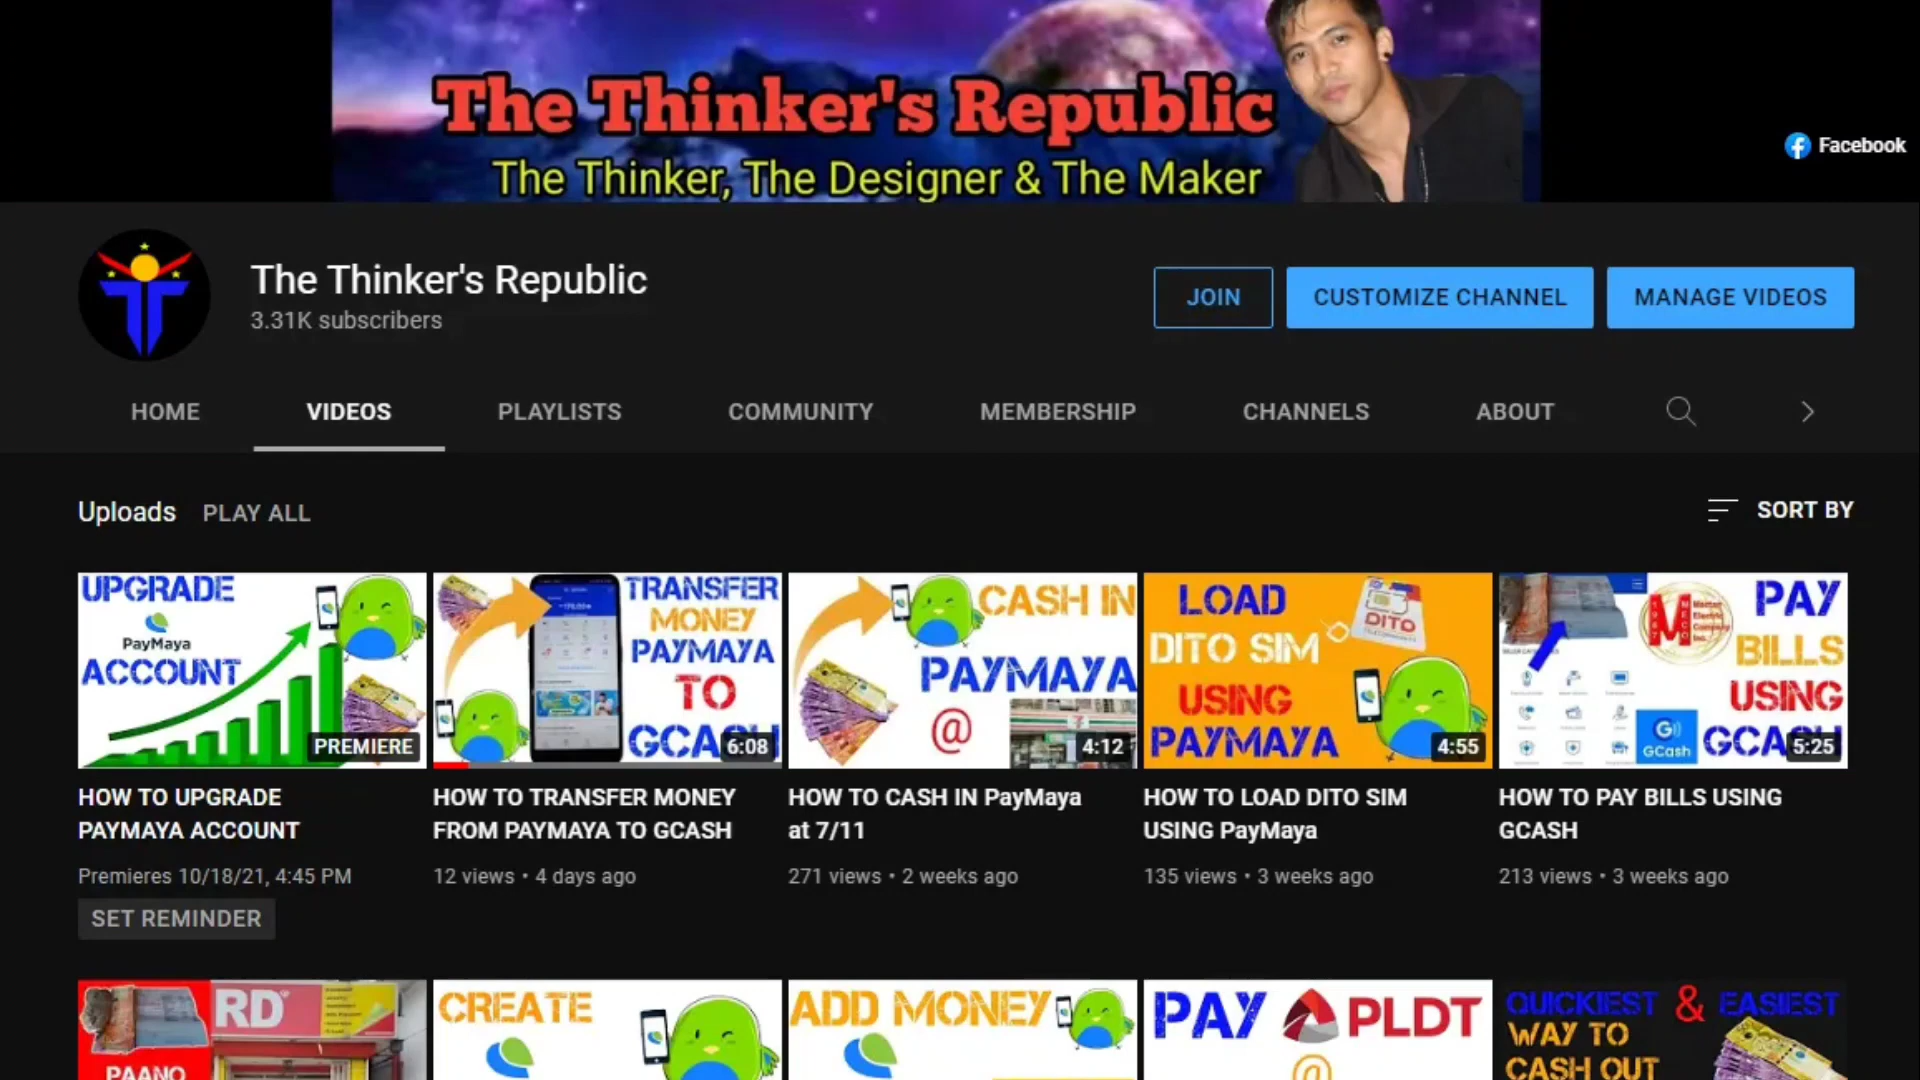 The Thinker's Republic
The Thinker, The Designer & The Maker
Facebook
The Thinker's Republic
3.31K subscribers
JOIN
CUSTOMIZE CHANNEL
MANAGE VIDEOS
HOME
VIDEOS
PLAYLISTS
COMMUNITY
MEMBERSHIP
CHANNELS
ABOUT
Uploads
PLAY ALL
SORT BY
UPGRADE
PayMaya
ACCOUNT
PREMIERE
HOW TO UPGRADE
PAYMAYA ACCOUNT
Premieres 10/18/21, 4:45 PM
SET REMINDER
TRANSFER
MONEY
PAYMAYA
TO
GCASH
6:08
HOW TO TRANSFER MONEY
FROM PAYMAYA TO GCASH
12 views • 4 days ago
CASH IN
PAYMAYA
@
4:12
HOW TO CASH IN PayMaya
at 7/11
271 views • 2 weeks ago
LOAD
DITO SIM
USING
PAYMAYA
DITO
4:55
HOW TO LOAD DITO SIM
USING PayMaya
135 views • 3 weeks ago
PAY
BILLS
USING
GCASH
GCash
5:25
HOW TO PAY BILLS USING
GCASH
213 views • 3 weeks ago
RD
PAANO
CREATE
ADD MONEY
PAY PLDT
@
QUICKIEST & EASIEST
WAY TO
CASH OUT